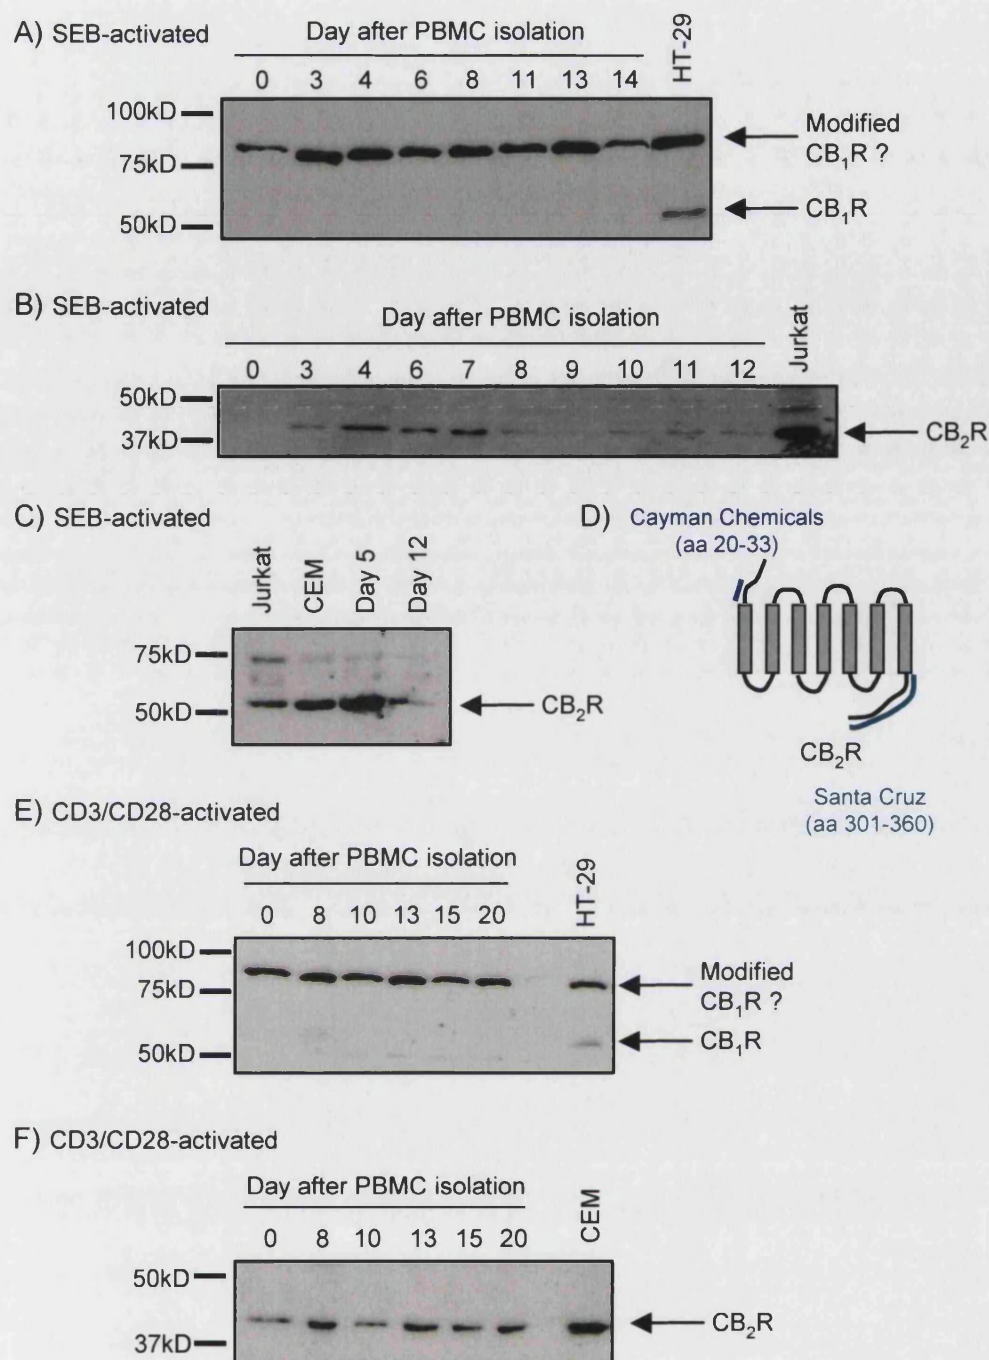 A) SEB-activated
Day after PBMC isolation
0 3 4 6 8 11 13 14 HT-29
100kD
75kD
50kD
Modified
CB₁R ?
CB₁R
B) SEB-activated
Day after PBMC isolation
0 3 4 6 7 8 9 10 11 12 Jurkat
50kD
37kD
CB₂R
C) SEB-activated
Jurkat CEM Day 5 Day 12
75kD
50kD
CB₂R
D) Cayman Chemicals
(aa 20-33)
CB₂R
Santa Cruz
(aa 301-360)
E) CD3/CD28-activated
Day after PBMC isolation
0 8 10 13 15 20 HT-29
100kD
75kD
50kD
Modified
CB₁R ?
CB₁R
F) CD3/CD28-activated
Day after PBMC isolation
0 8 10 13 15 20 CEM
50kD
37kD
CB₂R